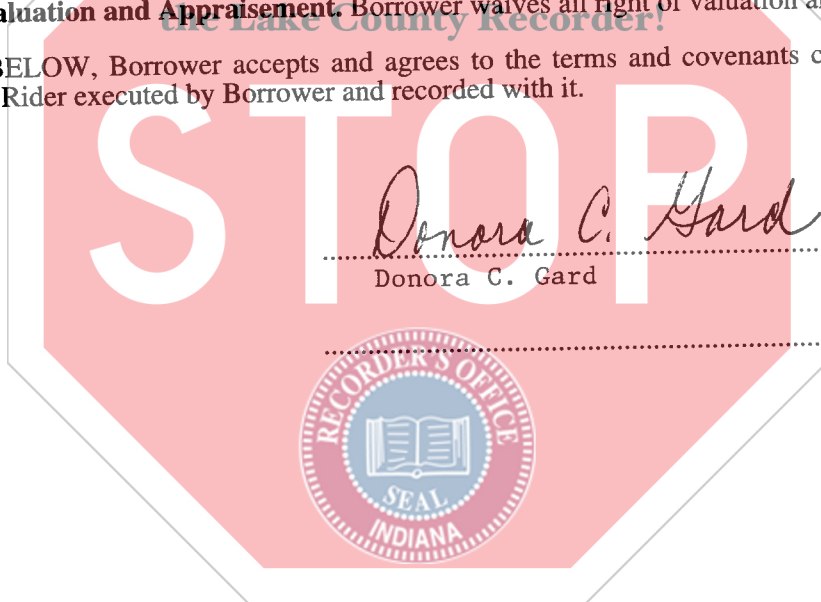 aluation and Appraisement. Borrower waives all right of valuation a
the Lake County Recorder!
BELOW, Borrower accepts and agrees to the terms and covenants c
Rider executed by Borrower and recorded with it.
STOP
Donora C. Gard
Donora C. Gard
RECORDER'S OFFICE
SEAL
INDIANA